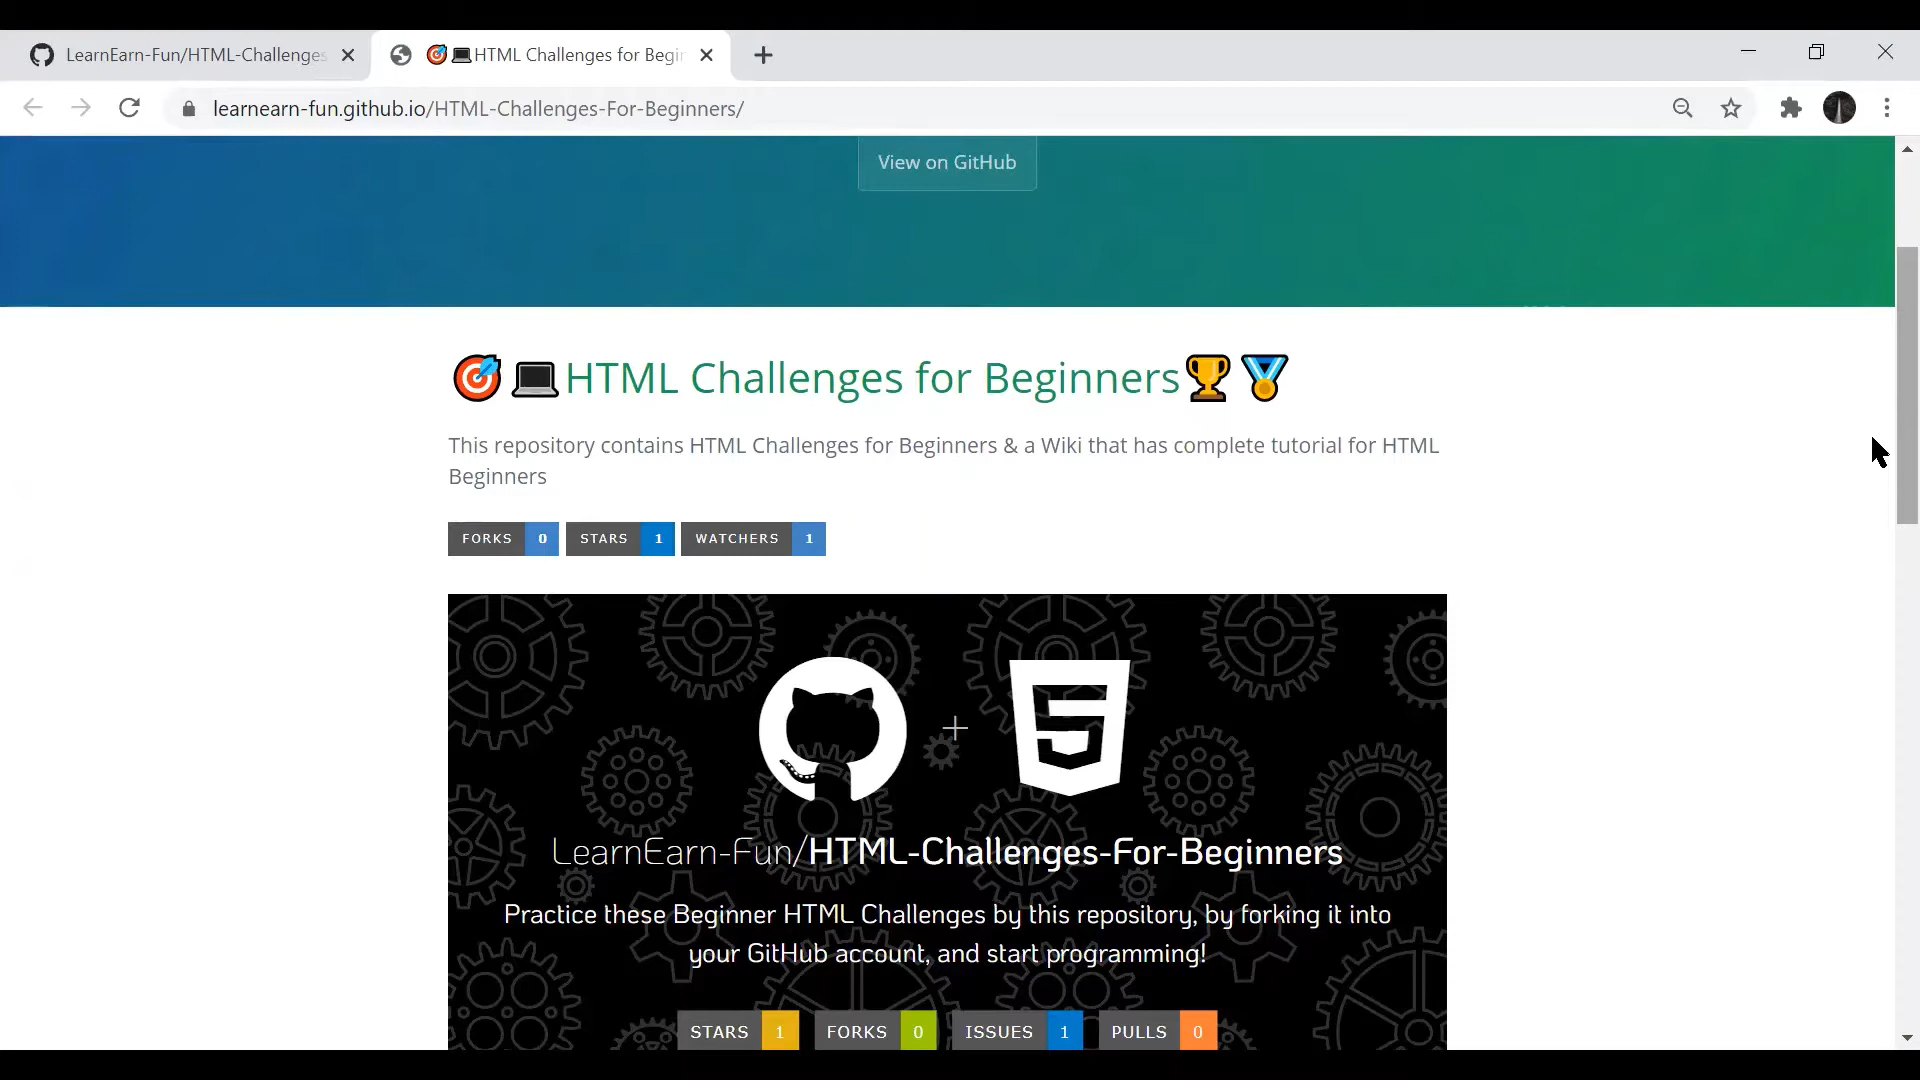 LearnEarn-Fun/HTML-Challenges
🎯💻HTML Challenges for Begi
learnearn-fun.github.io/HTML-Challenges-For-Beginners/
View on GitHub
🎯💻HTML Challenges for Beginners🏆🏅
This repository contains HTML Challenges for Beginners & a Wiki that has complete tutorial for HTML
Beginners
FORKS 0 STARS 1 WATCHERS 1
LearnEarn-Fun/HTML-Challenges-For-Beginners
Practice these Beginner HTML Challenges by this repository, by forking it into
your GitHub account, and start programming!
STARS 1 FORKS 0 ISSUES 1 PULLS 0